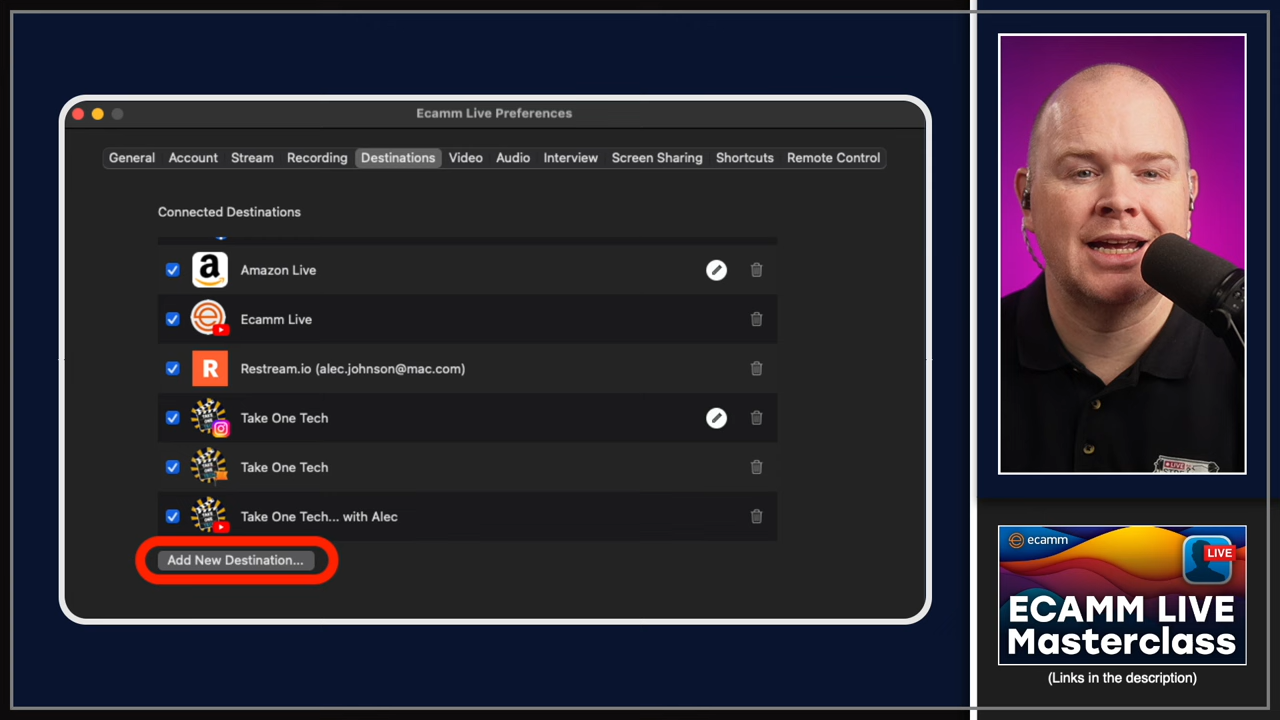 Ecamm Live Preferences
General Account Stream Recording Destinations Video Audio Interview Screen Sharing Shortcuts Remote Control
Connected Destinations
a Amazon Live
Ecamm Live
R Restream.io (alec.johnson@mac.com)
Take One Tech
Take One Tech
Take One Tech... with Alec
Add New Destination...
ecamm
LIVE
ECAMM LIVE
Masterclass
(Links in the description)